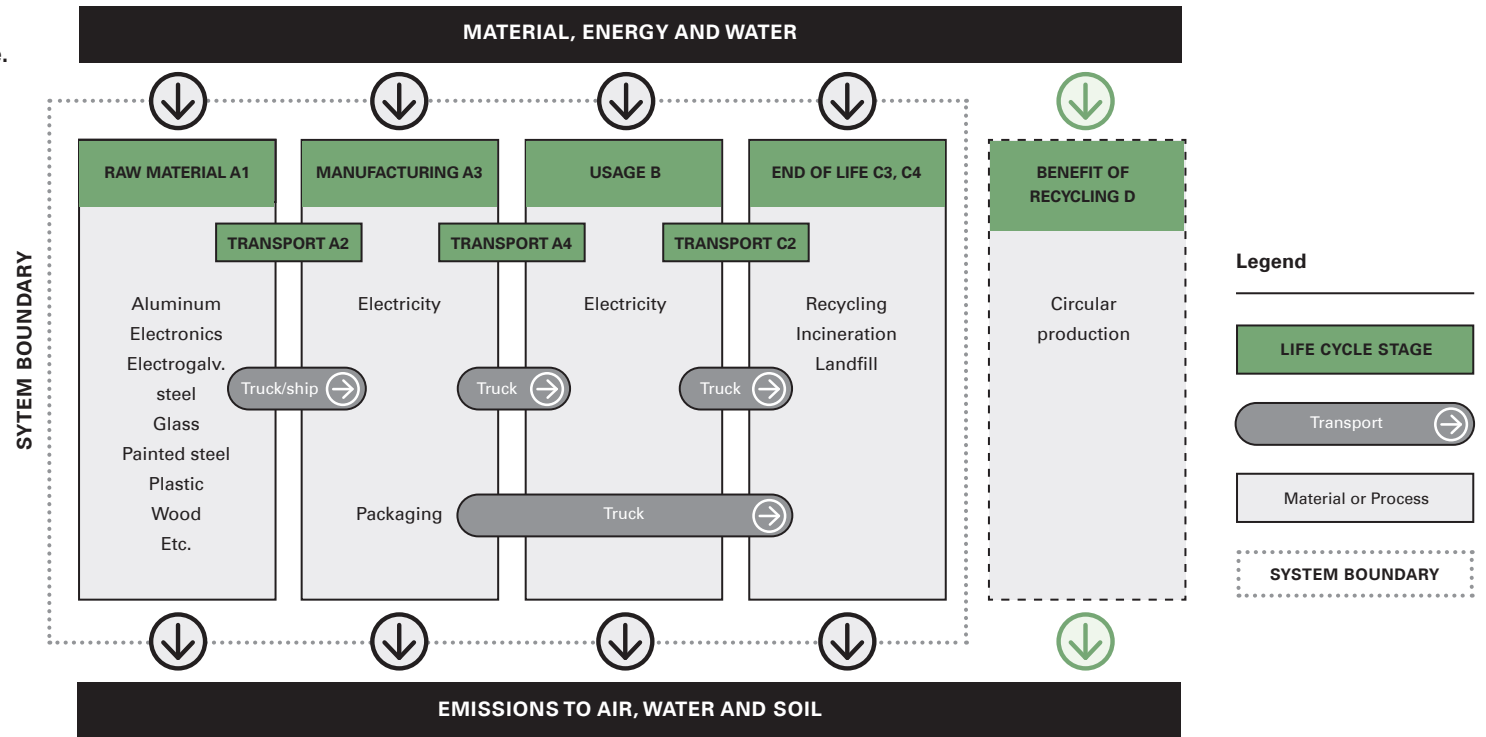 e.
MATERIAL, ENERGY AND WATER
SYTEM BOUNDARY
RAW MATERIAL A1
MANUFACTURING A3
USAGE B
END OF LIFE C3, C4
BENEFIT OF
RECYCLING D
TRANSPORT A2
TRANSPORT A4
TRANSPORT C2
Aluminum
Electronics
Electrogalv.
steel
Glass
Painted steel
Plastic
Wood
Etc.
Truck/ship
Electricity
Packaging
Truck
Truck
Electricity
Truck
Recycling
Incineration
Landfill
Circular
production
Legend
LIFE CYCLE STAGE
Transport
Material or Process
SYSTEM BOUNDARY
EMISSIONS TO AIR, WATER AND SOIL